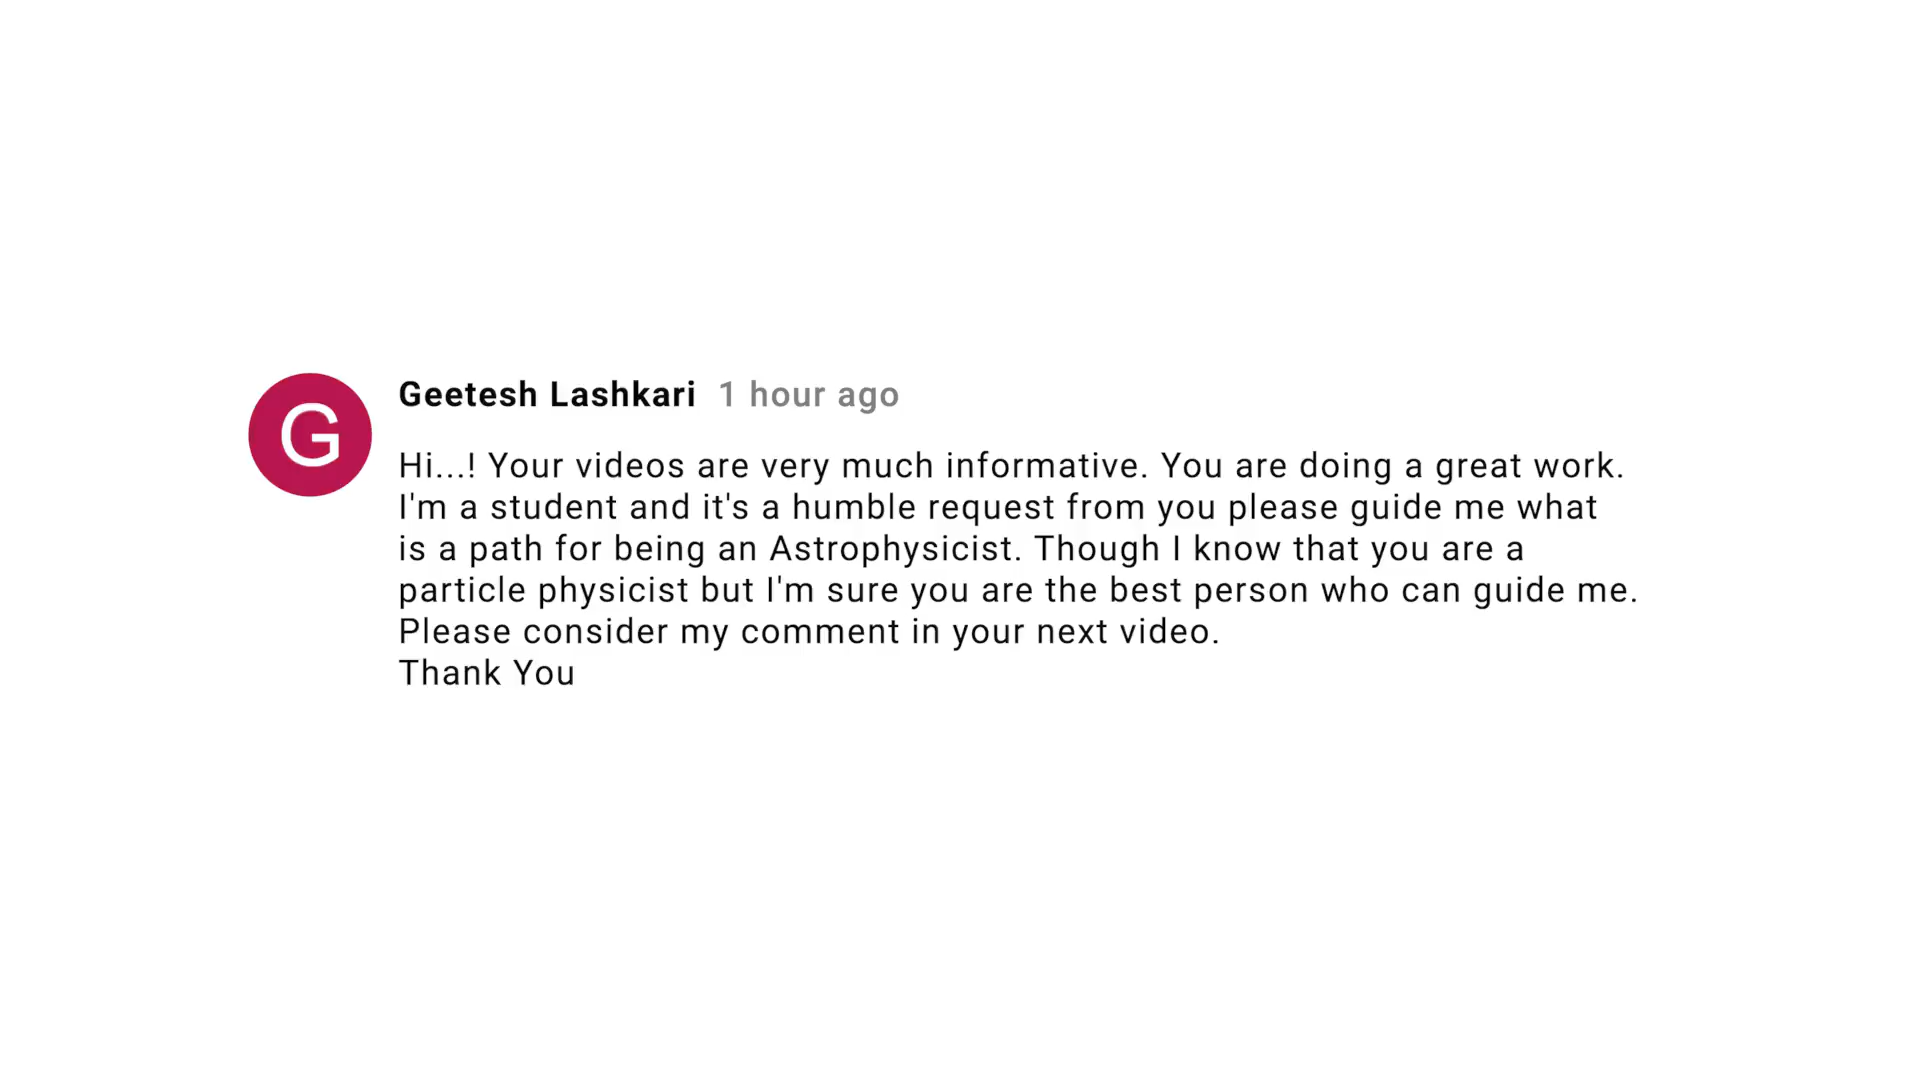 G
Geetesh Lashkari 1 hour ago
Hi...! Your videos are very much informative. You are doing a great work.
I'm a student and it's a humble request from you please guide me what
is a path for being an Astrophysicist. Though I know that you are a
particle physicist but I'm sure you are the best person who can guide me.
Please consider my comment in your next video.
Thank You